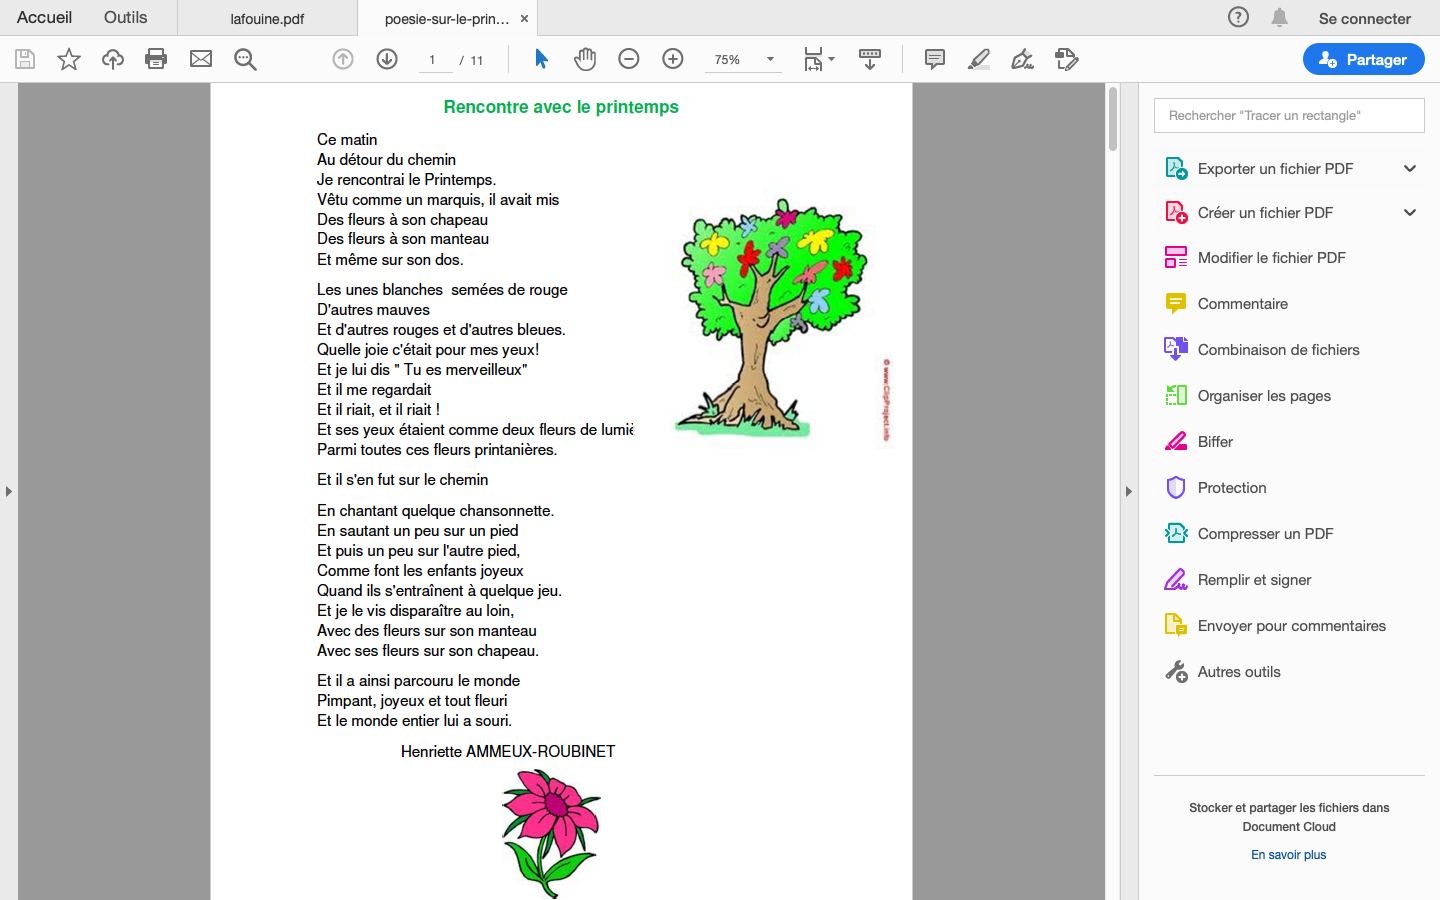 Accueil
Outils
lafouine.pdf
poesie-sur-le-prin...
Se connecter
1 / 11
75%
Partager
Rencontre avec le printemps
Ce matin
Au détour du chemin
Je rencontrai le Printemps.
Vêtu comme un marquis, il avait mis
Des fleurs à son chapeau
Des fleurs à son manteau
Et même sur son dos.
Les unes blanches  semées de rouge
D'autres mauves
Et d'autres rouges et d'autres bleues.
Quelle joie c'était pour mes yeux!
Et je lui dis " Tu es merveilleux"
Et il me regardait
Et il riait, et il riait !
Et ses yeux étaient comme deux fleurs de lumiè
Parmi toutes ces fleurs printanières.
Et il s'en fut sur le chemin
En chantant quelque chansonnette.
En sautant un peu sur un pied
Et puis un peu sur l'autre pied,
Comme font les enfants joyeux
Quand ils s'entraînent à quelque jeu.
Et je le vis disparaître au loin,
Avec des fleurs sur son manteau
Avec ses fleurs sur son chapeau.
Et il a ainsi parcouru le monde
Pimpant, joyeux et tout fleuri
Et le monde entier lui a souri.
Henriette AMMEUX-ROUBINET
© www.ClipProject.info
Rechercher "Tracer un rectangle"
Exporter un fichier PDF
Créer un fichier PDF
Modifier le fichier PDF
Commentaire
Combinaison de fichiers
Organiser les pages
Biffer
Protection
Compresser un PDF
Remplir et signer
Envoyer pour commentaires
Autres outils
Stocker et partager les fichiers dans
Document Cloud
En savoir plus